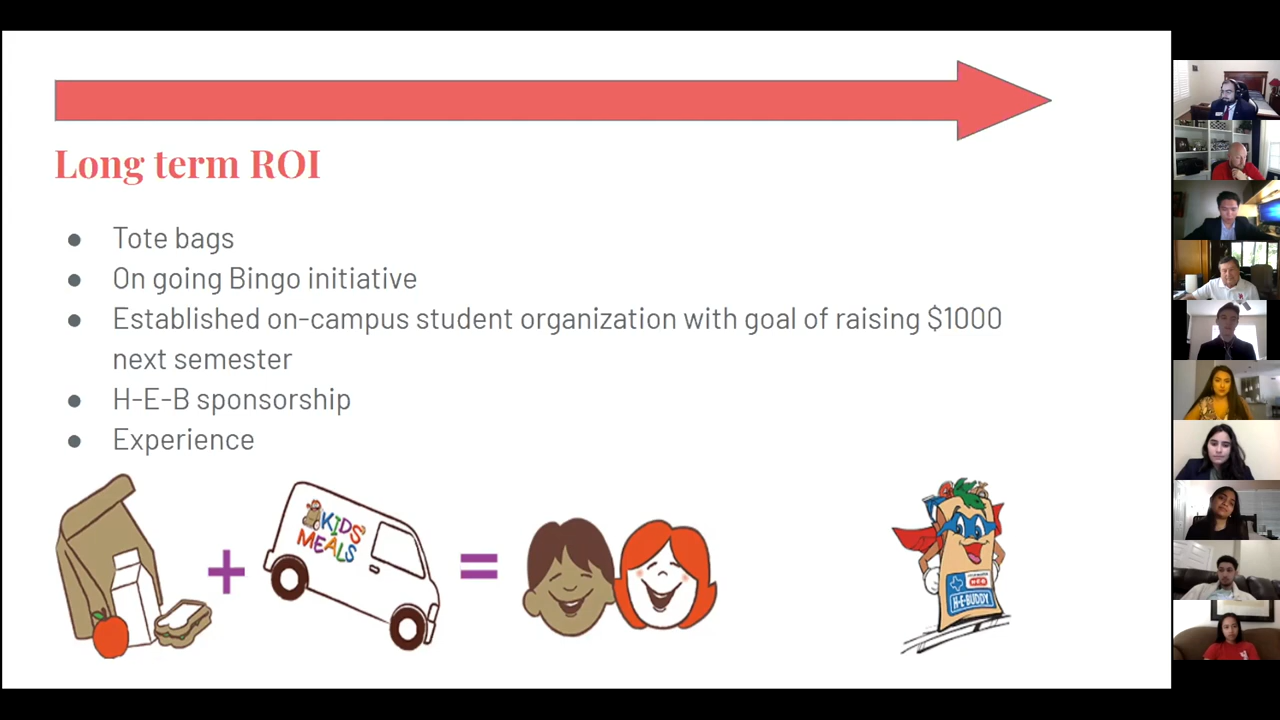 Long term ROI
● Tote bags
● On going Bingo initiative
● Established on-campus student organization with goal of raising $1000
next semester
● H-E-B sponsorship
● Experience
KIDS
MEALS
+
=
H-E-B
H-E-BUDDY